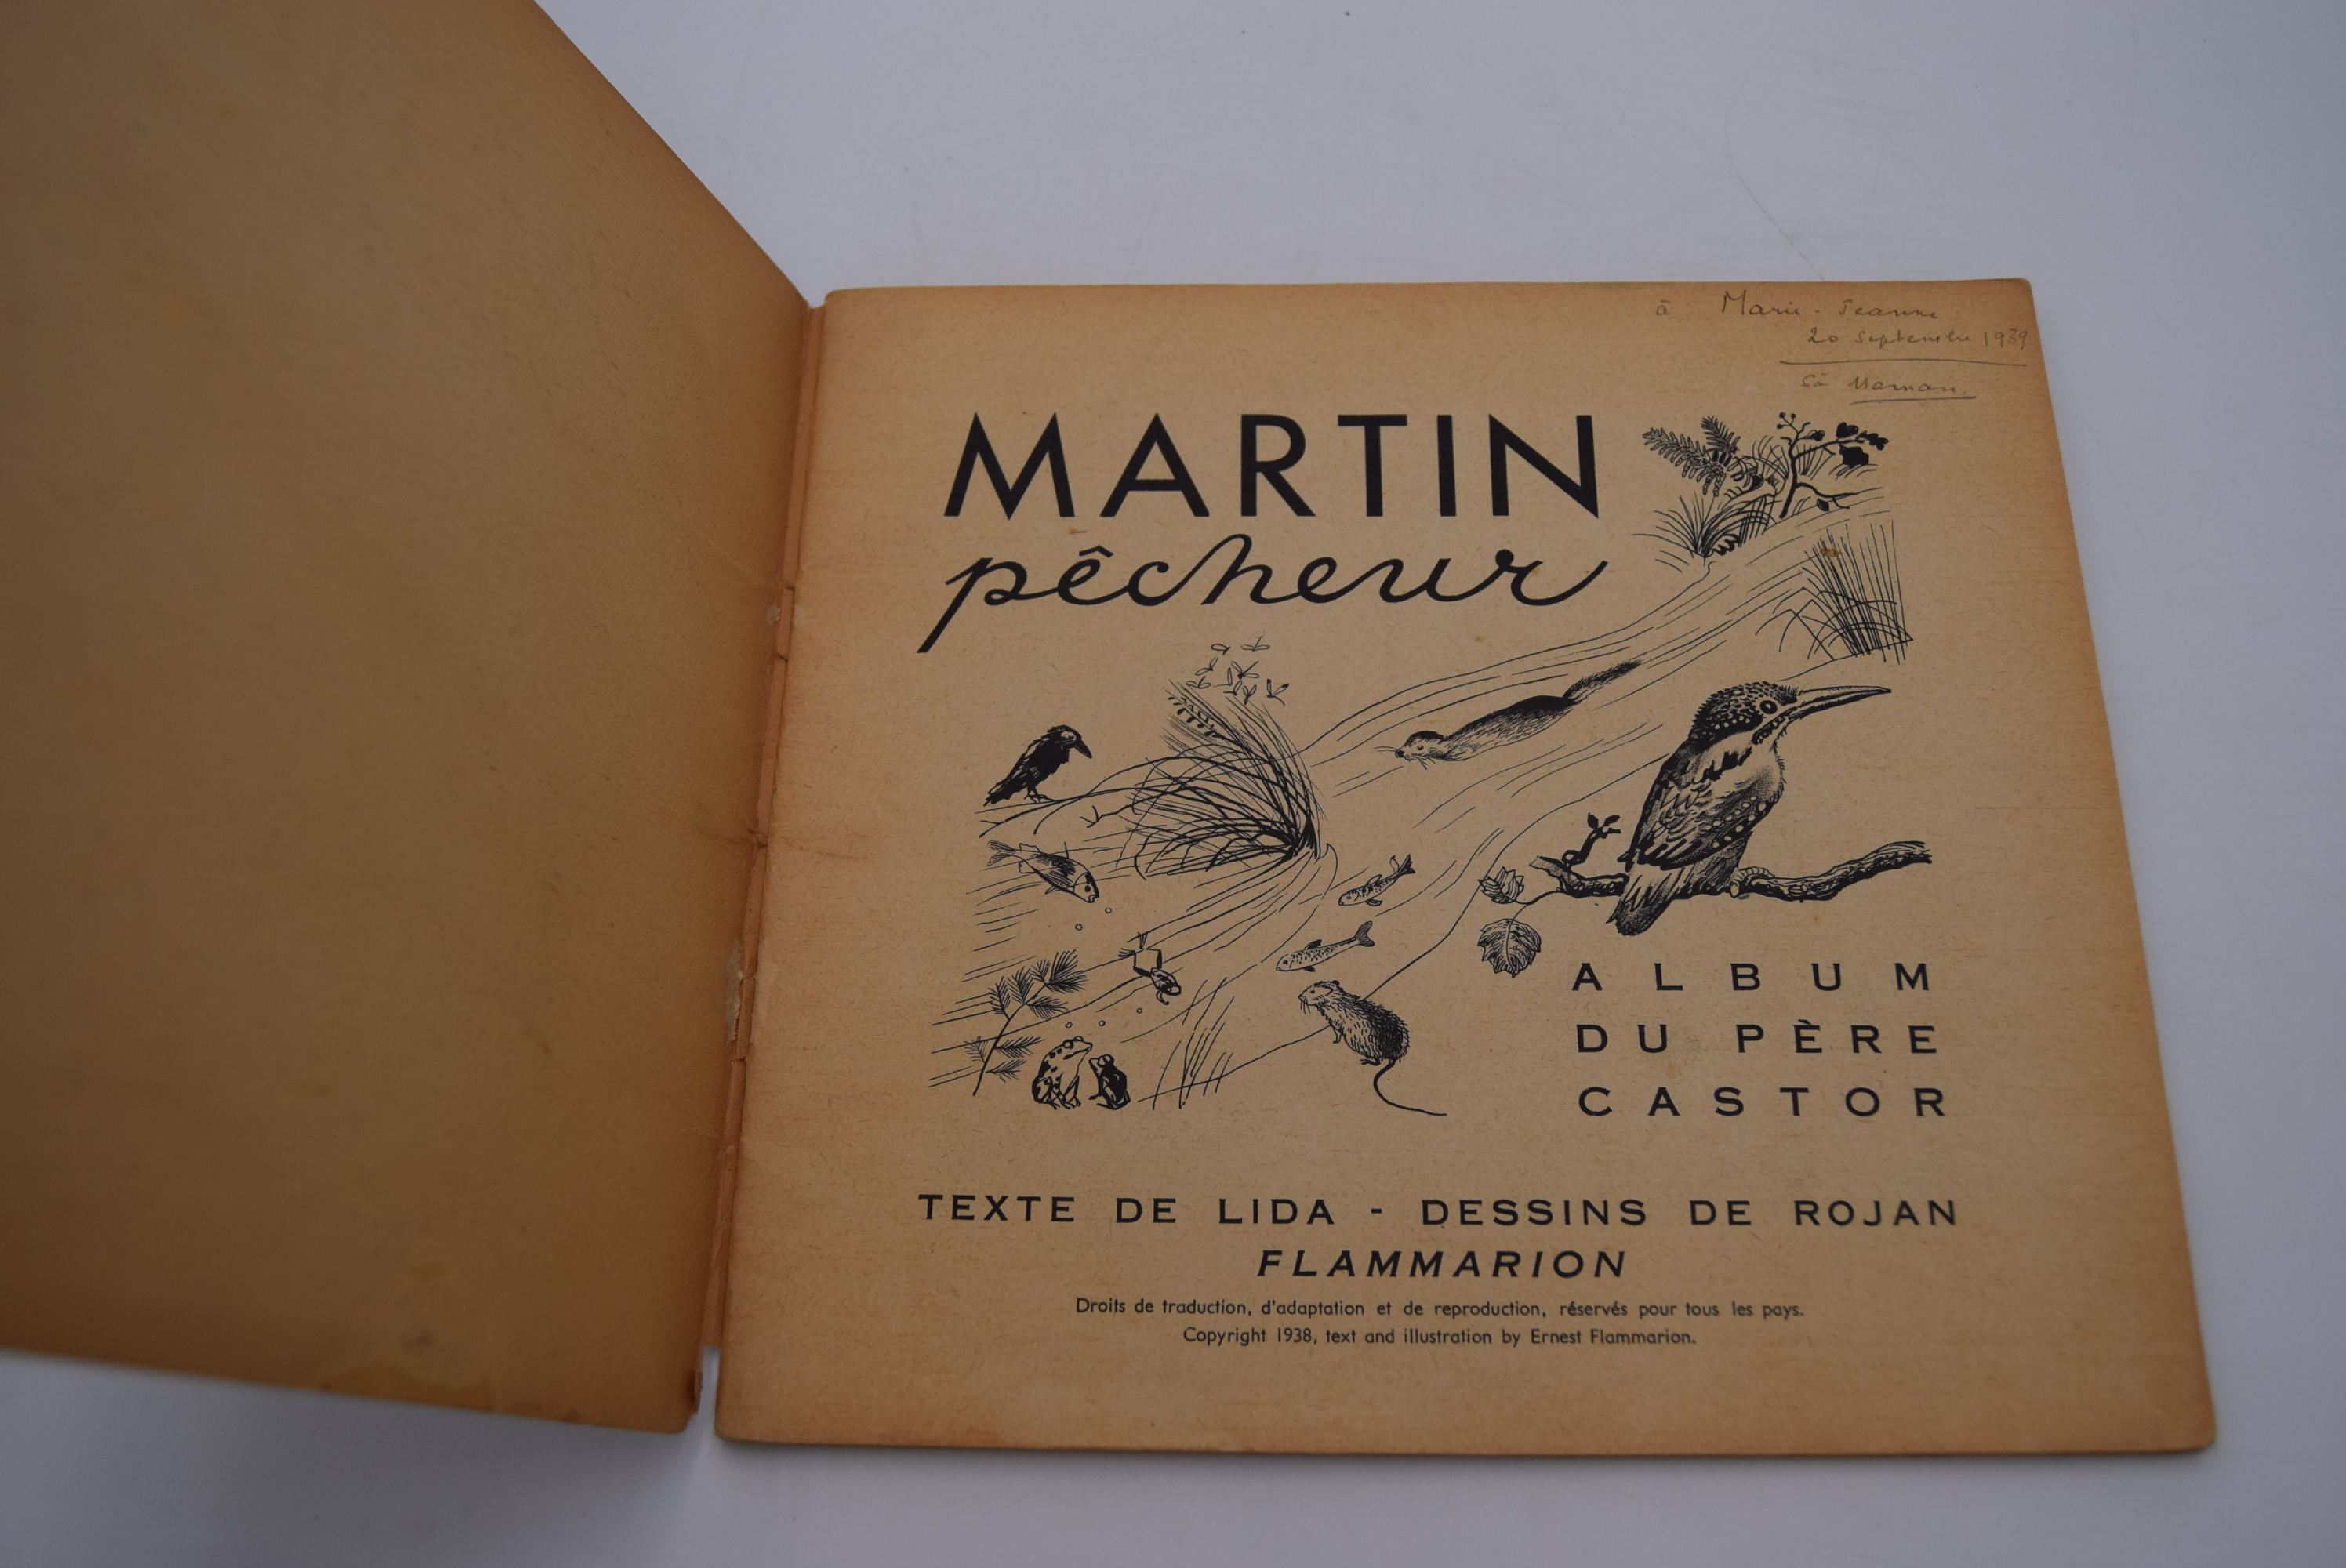 à Marie-Jeanne
20 Septembre 1939
sa Maman.
MARTIN
pêcheur
ALBUM
DU PÈRE
CASTOR
TEXTE DE LIDA - DESSINS DE ROJAN
FLAMMARION
Droits de traduction, d'adaptation et de reproduction, réservés pour tous les pays.
Copyright 1938, text and illustration by Ernest Flammarion.